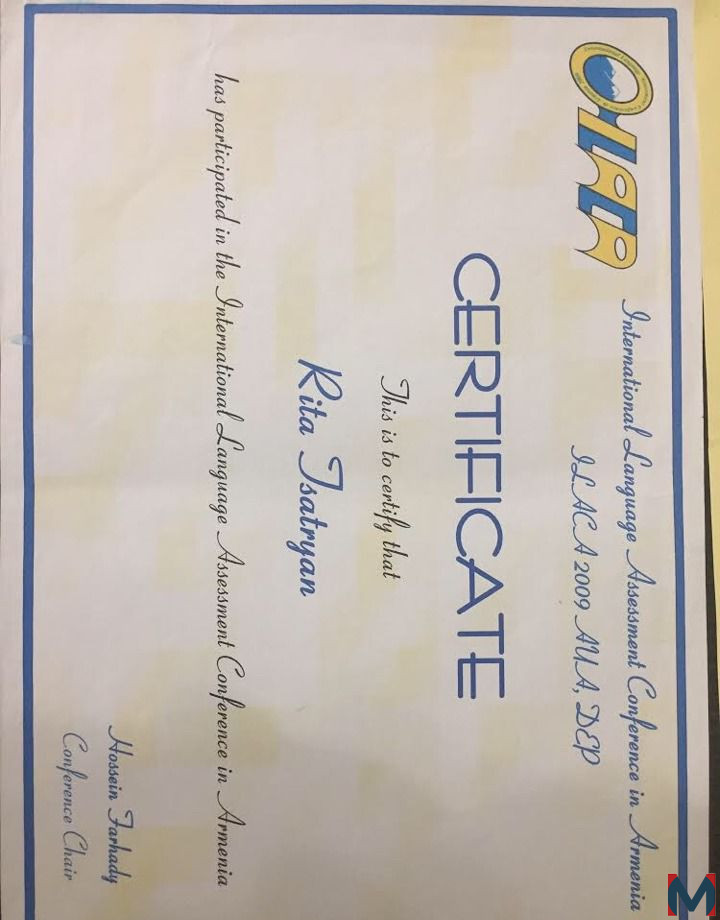 ILACA
International Language Assessment Conference in Armenia
ILACA 2009 AUA, DEP
CERTIFICATE
This is to certify that
Rita Tsatryan
has participated in the International Language Assessment Conference in Armenia
Hossein Farhady
Conference Chair
M